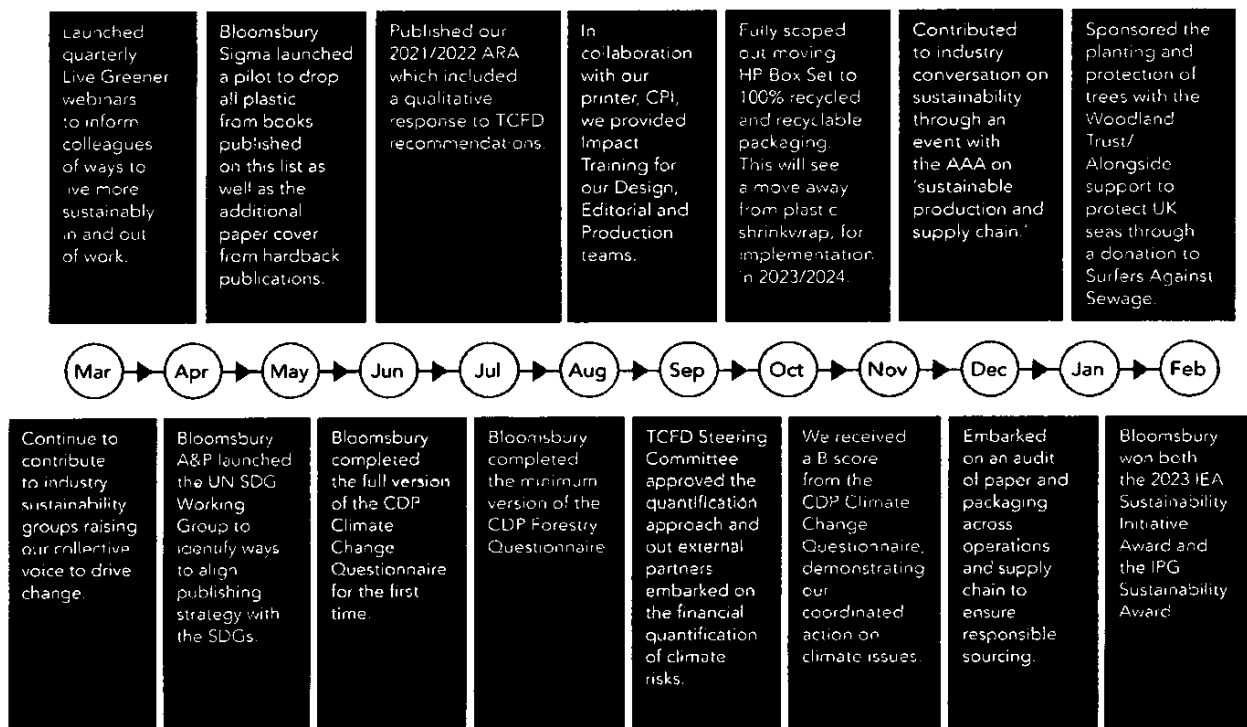 Launched
quarterly
Live Greener
webinars
to inform
colleagues
of ways to
live more
sustainably
in and out
of work.
Bloomsbury
Sigma launched
a pilot to drop
all plastic
from books
published
on this list as
well as the
additional
paper cover
from hardback
publications.
Published our
2021/2022 ARA
which included
a qualitative
response to TCFD
recommendations.
In
collaboration
with our
printer, CPI,
we provided
Impact
Training for
our Design,
Editorial and
Production
teams.
Fully scoped
out moving
HP Box Set to
100% recycled
and recyclable
packaging.
This will see
a move away
from plastic
shrinkwrap, for
implementation
in 2023/2024.
Contributed
to industry
conversation on
sustainability
through an
event with
the AAA on
'sustainable
production and
supply chain.'
Sponsored the
planting and
protection of
trees with the
Woodland
Trust/
Alongside
support to
protect UK
seas through
a donation to
Surfers Against
Sewage.
Mar Apr May Jun Jul Aug Sep Oct Nov Dec Jan Feb
Continue to
contribute
to industry
sustainability
groups raising
our collective
voice to drive
change.
Bloomsbury
A&P launched
the UN SDG
Working
Group to
identify ways
to align
publishing
strategy with
the SDGs.
Bloomsbury
completed
the full version
of the CDP
Climate
Change
Questionnaire
for the first
time.
Bloomsbury
completed
the minimum
version of the
CDP Forestry
Questionnaire
TCFD Steering
Committee
approved the
quantification
approach and
out external
partners
embarked on
the financial
quantification
of climate
risks.
We received
a B score
from the
CDP Climate
Change
Questionnaire,
demonstrating
our
coordinated
action on
climate issues.
Embarked
on an audit
of paper and
packaging
across
operations
and supply
chain to
ensure
responsible
sourcing.
Bloomsbury
won both
the 2023 IEA
Sustainability
Initiative
Award and
the IPG
Sustainability
Award